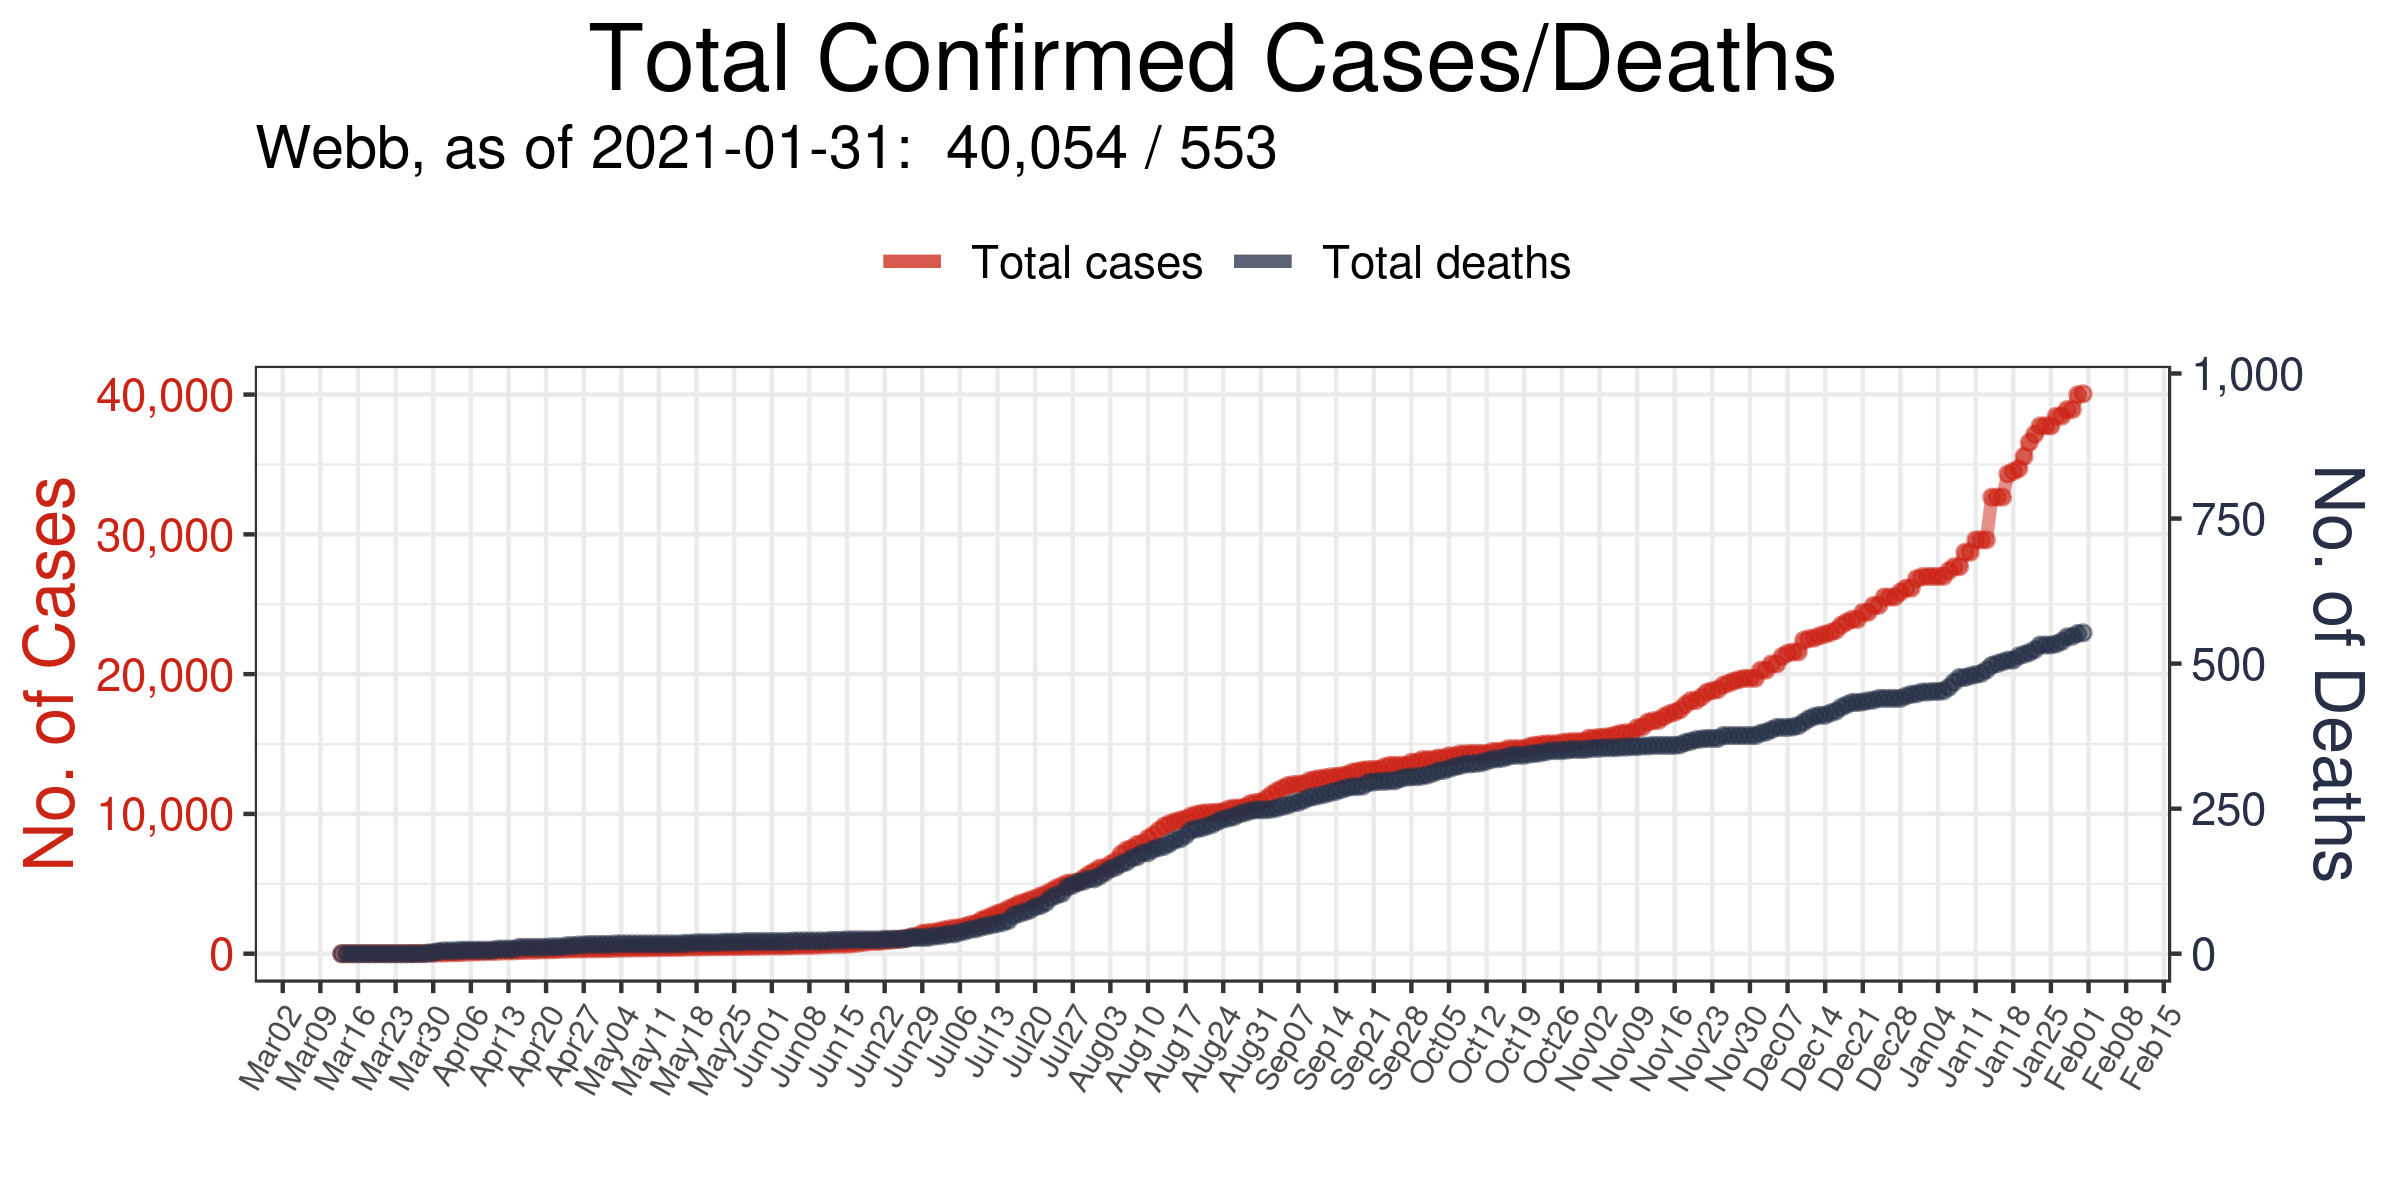 Total Confirmed Cases/Deaths
Webb, as of 2021-01-31:  40,054 / 553
Total cases
Total deaths
No. of Cases
40,000
30,000
20,000
10,000
0
1,000
750
500
250
0
No. of Deaths
Mar02
Mar09
Mar16
Mar23
Mar30
Apr06
Apr13
Apr20
Apr27
May04
May11
May18
May25
Jun01
Jun08
Jun15
Jun22
Jun29
Jul06
Jul13
Jul20
Jul27
Aug03
Aug10
Aug17
Aug24
Aug31
Sep07
Sep14
Sep21
Sep28
Oct05
Oct12
Oct19
Oct26
Nov02
Nov09
Nov16
Nov23
Nov30
Dec07
Dec14
Dec21
Dec28
Jan04
Jan11
Jan18
Jan25
Feb01
Feb08
Feb15